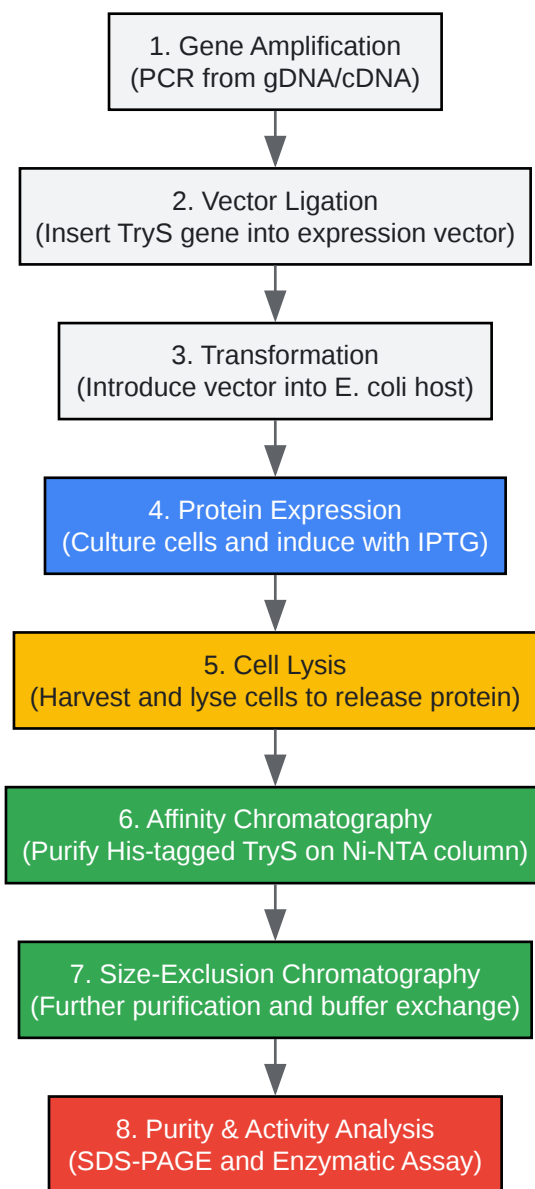 1. Gene Amplification
(PCR from gDNA/cDNA)
2. Vector Ligation
(Insert TryS gene into expression vector)
3. Transformation
(Introduce vector into E. coli host)
4. Protein Expression
(Culture cells and induce with IPTG)
5. Cell Lysis
(Harvest and lyse cells to release protein)
6. Affinity Chromatography
(Purify His-tagged TryS on Ni-NTA column)
7. Size-Exclusion Chromatography
(Further purification and buffer exchange)
8. Purity & Activity Analysis
(SDS-PAGE and Enzymatic Assay)